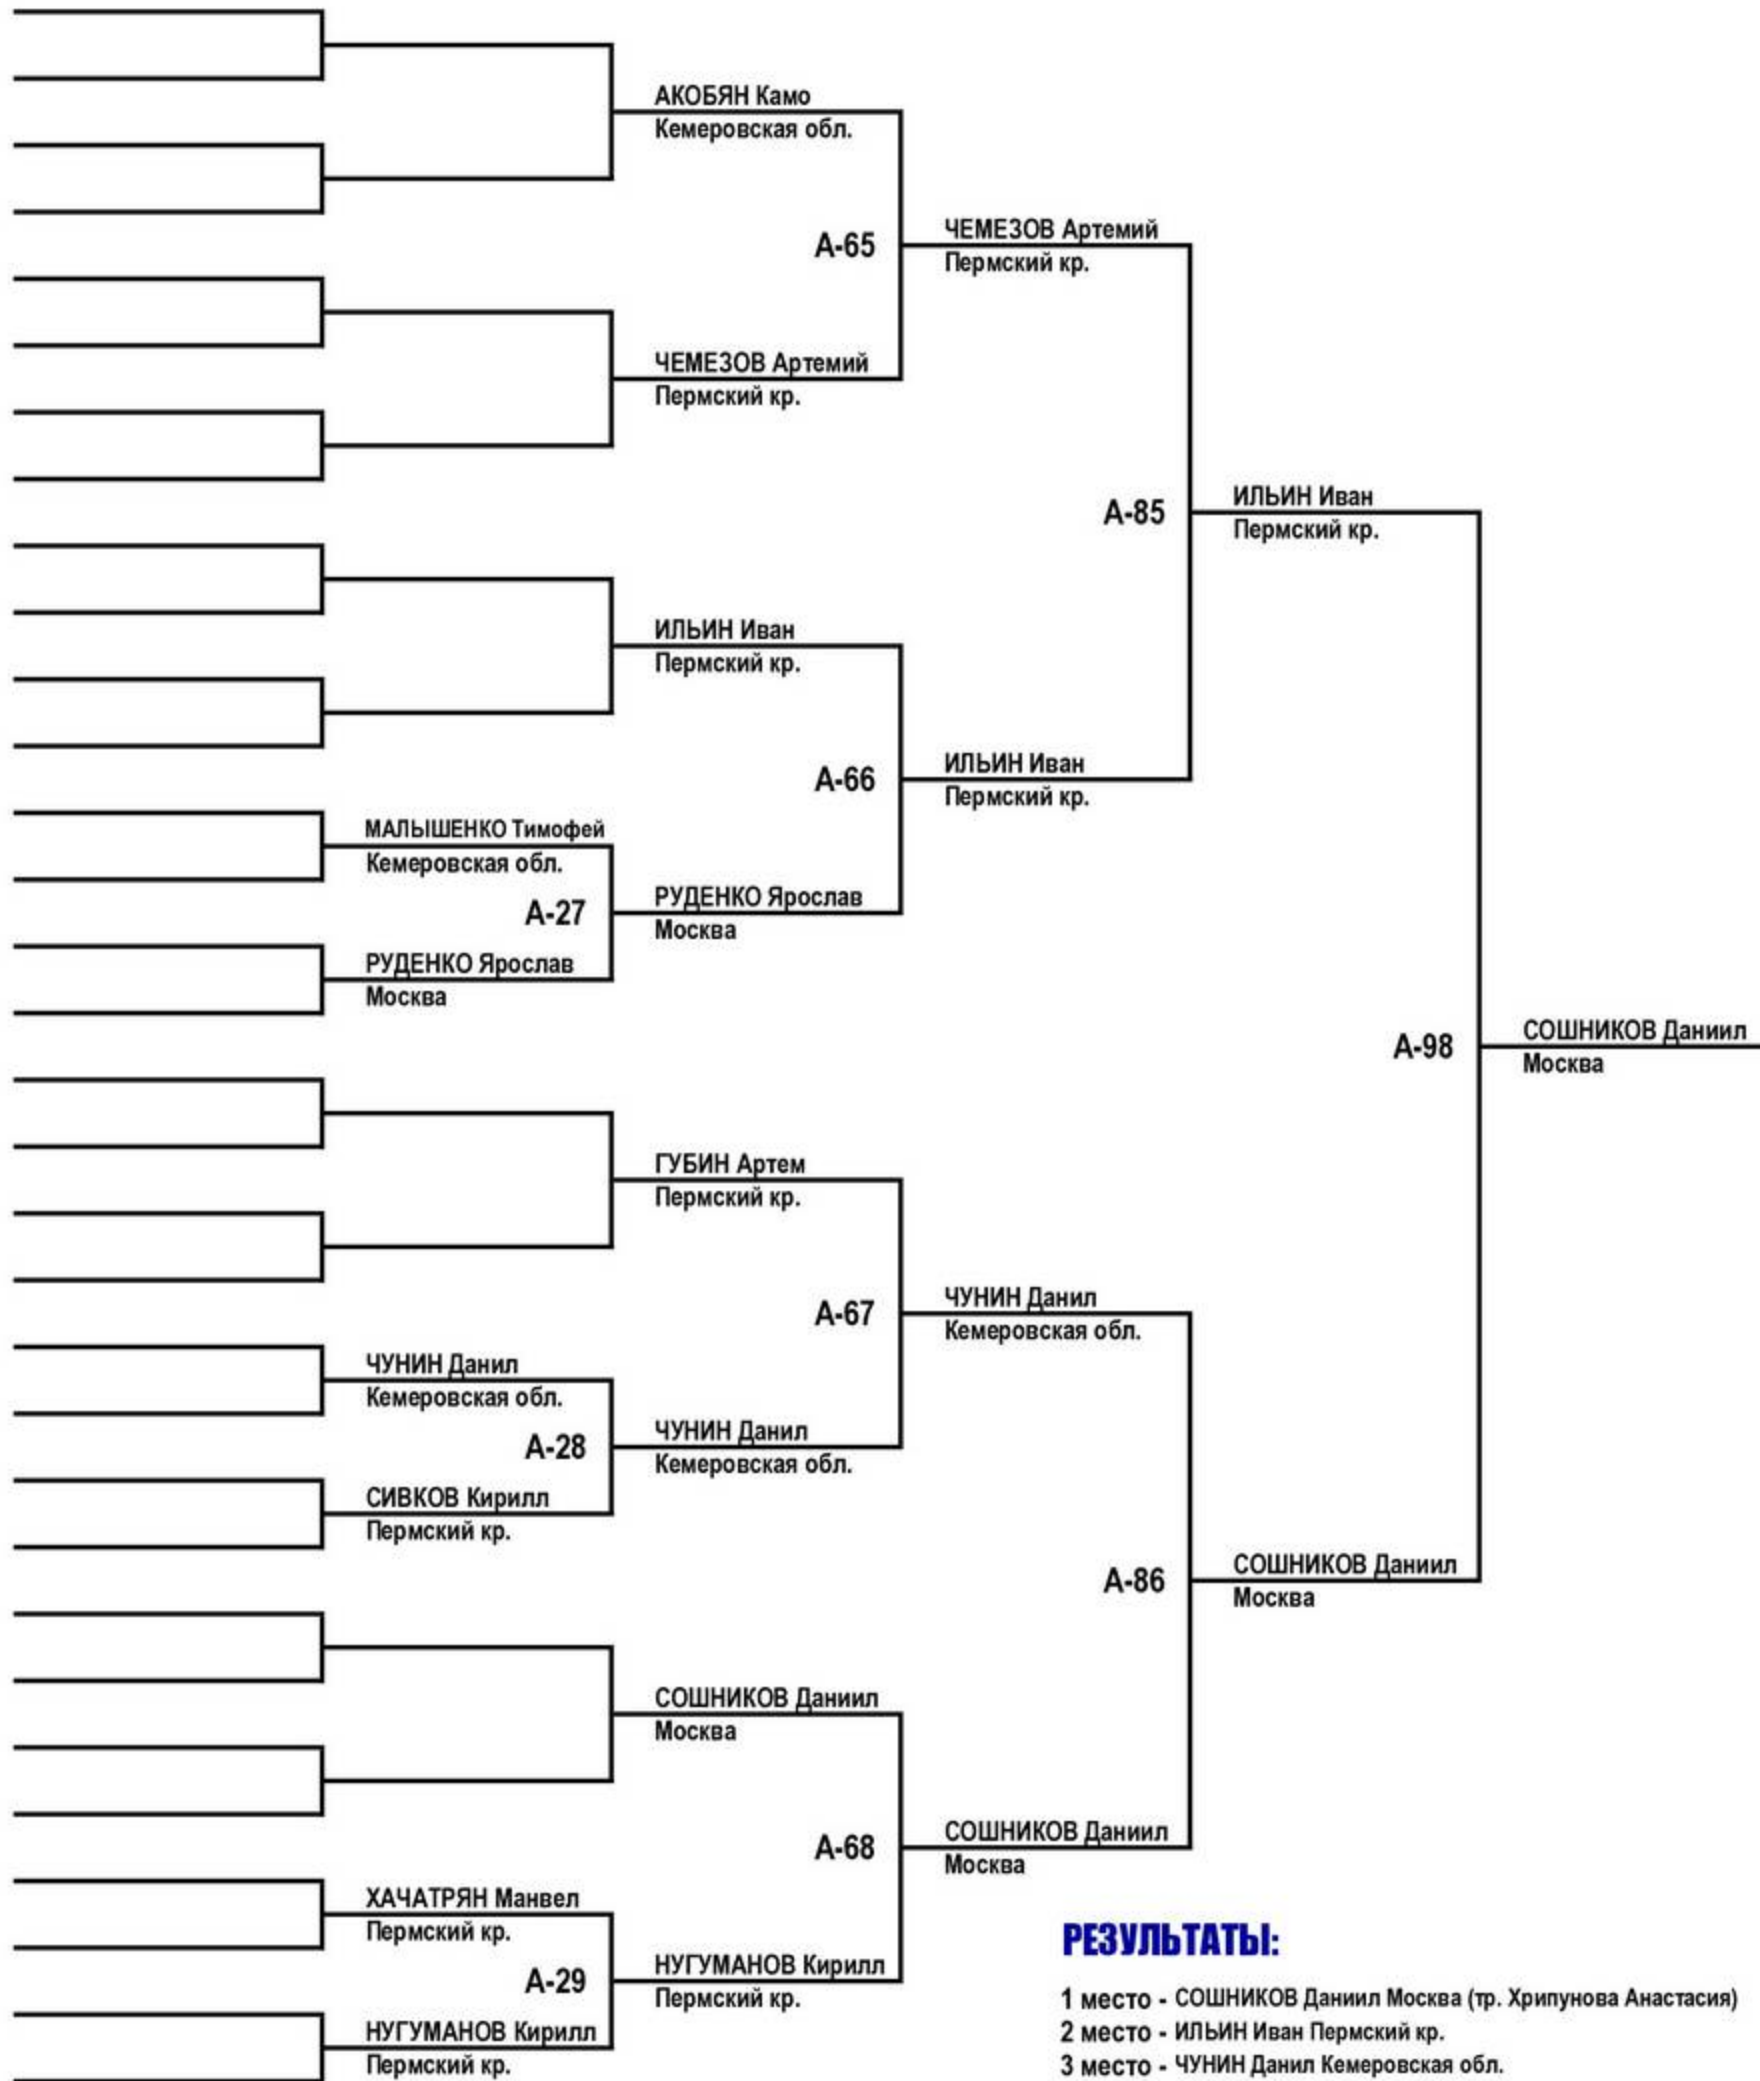 АКОБЯН Камо
Кемеровская обл.
А-65
ЧЕМЕЗОВ Артемий
Пермский кр.
ЧЕМЕЗОВ Артемий
Пермский кр.
А-85
ИЛЬИН Иван
Пермский кр.
ИЛЬИН Иван
Пермский кр.
А-66
ИЛЬИН Иван
Пермский кр.
МАЛЫШЕНКО Тимофей
Кемеровская обл.
А-27
РУДЕНКО Ярослав
Москва
РУДЕНКО Ярослав
Москва
А-98
СОШНИКОВ Даниил
Москва
ГУБИН Артем
Пермский кр.
А-67
ЧУНИН Данил
Кемеровская обл.
ЧУНИН Данил
Кемеровская обл.
А-28
ЧУНИН Данил
Кемеровская обл.
СИВКОВ Кирилл
Пермский кр.
А-86
СОШНИКОВ Даниил
Москва
СОШНИКОВ Даниил
Москва
А-68
СОШНИКОВ Даниил
Москва
ХАЧАТРЯН Манвел
Пермский кр.
А-29
НУГУМАНОВ Кирилл
Пермский кр.
НУГУМАНОВ Кирилл
Пермский кр.
РЕЗУЛЬТАТЫ:
1 место - СОШНИКОВ Даниил Москва (тр. Хрипунова Анастасия)
2 место - ИЛЬИН Иван Пермский кр.
3 место - ЧУНИН Данил Кемеровская обл.